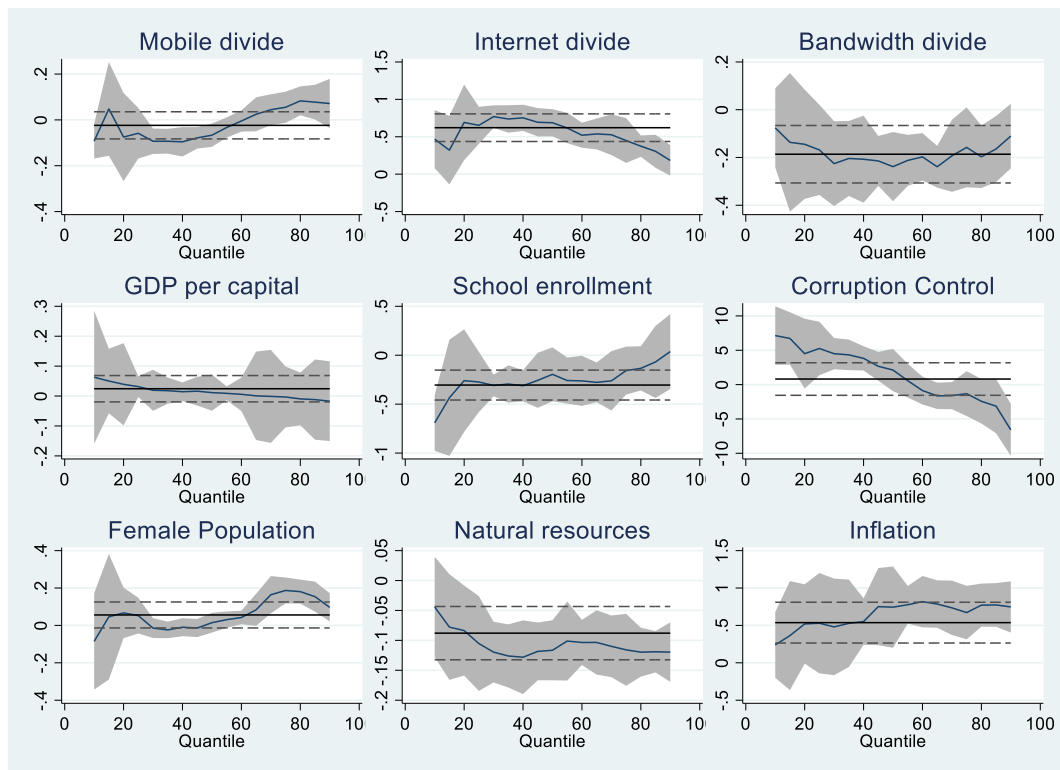 Mobile divide
.2
0
-.2
-.4
0 20 40 60 80 10
Quantile
Internet divide
1.5
1
.5
0
-.5
0 20 40 60 80 10
Quantile
Bandwidth divide
.2
0
-.2
-.4
0 20 40 60 80 100
Quantile
GDP per capital
.3
.2
.1
0
-.1
-.2
0 20 40 60 80 10
Quantile
School enrollment
.5
0
-.5
-1
0 20 40 60 80 10
Quantile
Corruption Control
10
5
0
-5
-10
0 20 40 60 80 100
Quantile
Female Population
.4
.2
0
-.2
-.4
0 20 40 60 80 10
Quantile
Natural resources
.05
0
-.05
-.1
-.15
-.2
0 20 40 60 80 10
Quantile
Inflation
1.5
1
.5
0
-.5
0 20 40 60 80 100
Quantile